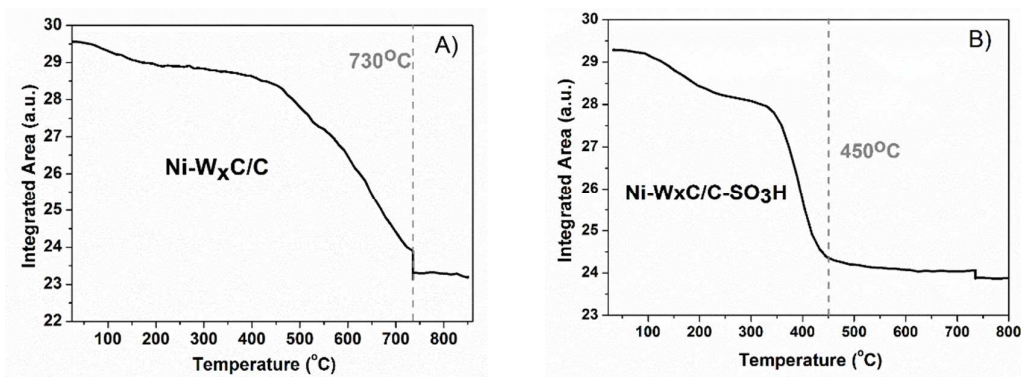 A)
730°C
Ni-WXC/C
Integrated Area (a.u.)
30
29
28
27
26
25
24
23
22
100 200 300 400 500 600 700 800
Temperature (°C)
B)
450°C
Ni-WxC/C-SO3H
Integrated Area (a.u.)
30
29
28
27
26
25
24
23
100 200 300 400 500 600 700 800
Temperature (°C)